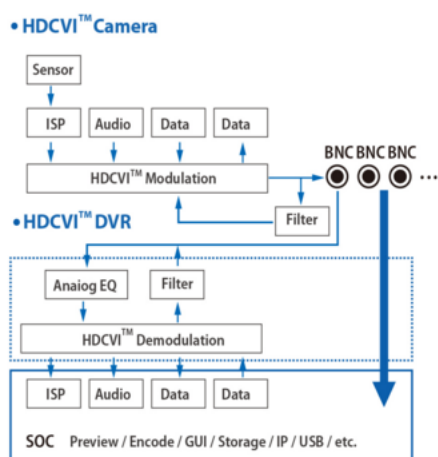 • HDCVI™ Camera
Sensor
ISP Audio Data Data
BNC BNC BNC
HDCVI™ Modulation
...
Filter
• HDCVI™ DVR
Anaiog EQ Filter
HDCVI™ Demodulation
ISP Audio Data Data
SOC Preview / Encode / GUI / Storage / IP / USB / etc.